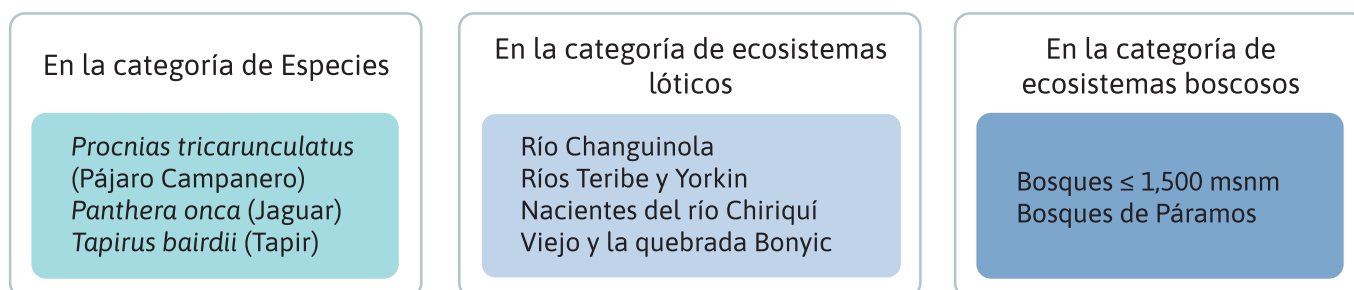 En la categoría de Especies
Procnias tricarunculatus
(Pájaro Campanero)
Panthera onca (Jaguar)
Tapirus bairdii (Tapir)
En la categoría de ecosistemas
lóticos
Río Changuinola
Ríos Teribe y Yorkin
Nacientes del río Chiriquí
Viejo y la quebrada Bonyic
En la categoría de
ecosistemas boscosos
Bosques ≤ 1,500 msnm
Bosques de Páramos